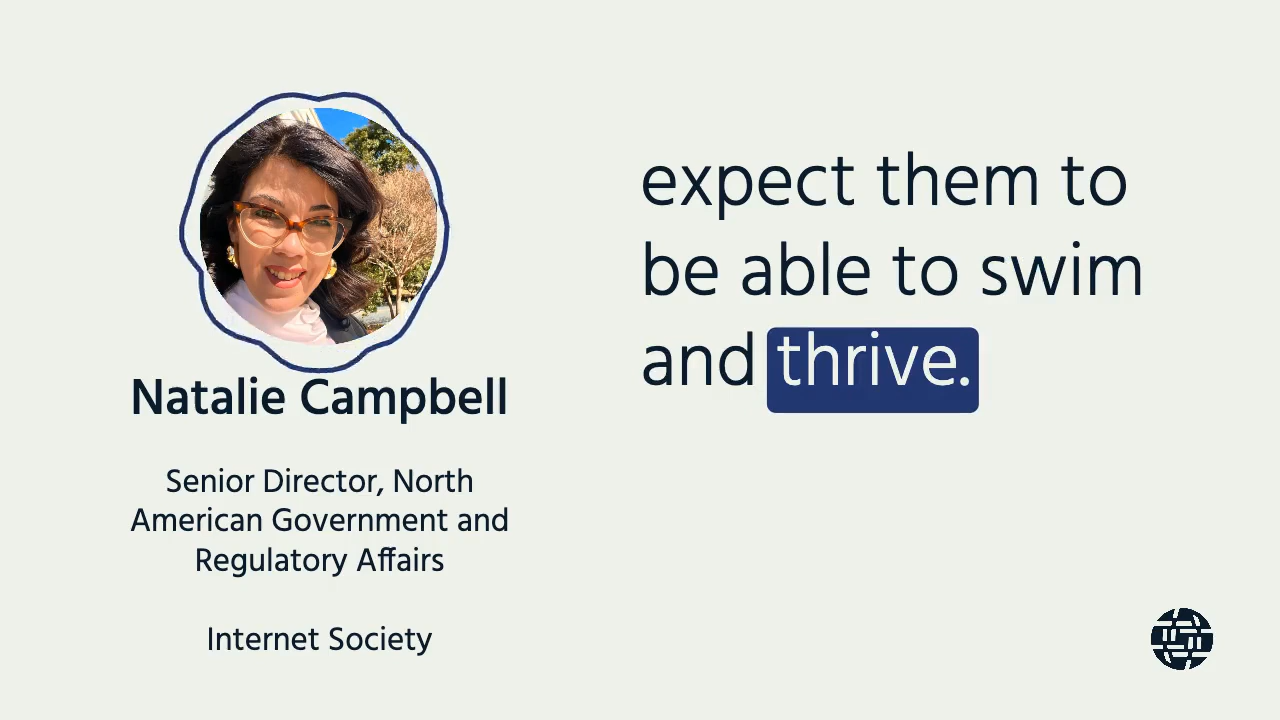 Natalie Campbell
Senior Director, North
American Government and
Regulatory Affairs
Internet Society
expect them to
be able to swim
and thrive.